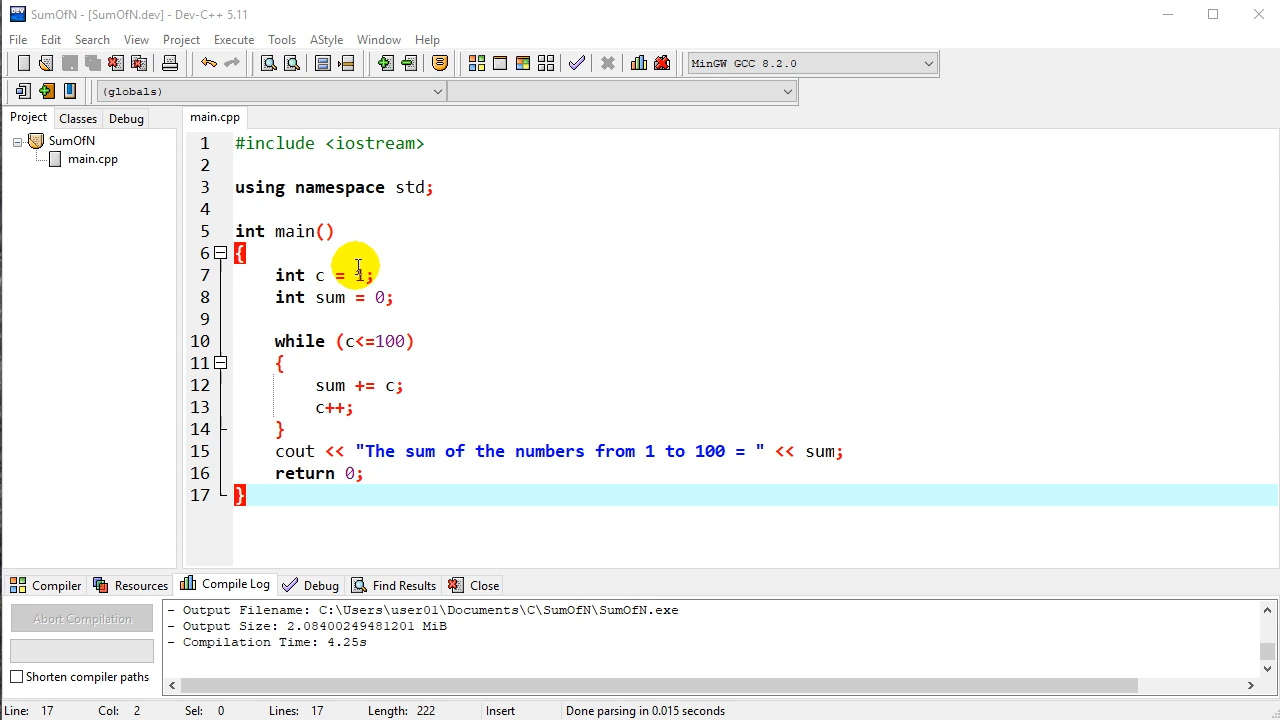 SumOfN - [SumOfN.dev] - Dev-C++ 5.11
File Edit Search View Project Execute Tools AStyle Window Help
MinGW GCC 8.2.0
(globals)
Project Classes Debug
main.cpp
SumOfN
main.cpp
1 #include <iostream>
2
3 using namespace std;
4
5 int main()
6 {
7 int c = 1;
8 int sum = 0;
9
10 while (c<=100)
11 {
12 sum += c;
13 c++;
14 }
15 cout << "The sum of the numbers from 1 to 100 = " << sum;
16 return 0;
17 }
Compiler Resources Compile Log Debug Find Results Close
Abort Compilation
Shorten compiler paths
- Output Filename: C:\Users\user01\Documents\C\SumOfN\SumOfN.exe
- Output Size: 2.08400249481201 MiB
- Compilation Time: 4.25s
Line: 17 Col: 2 Sel: 0 Lines: 17 Length: 222 Insert Done parsing in 0.015 seconds